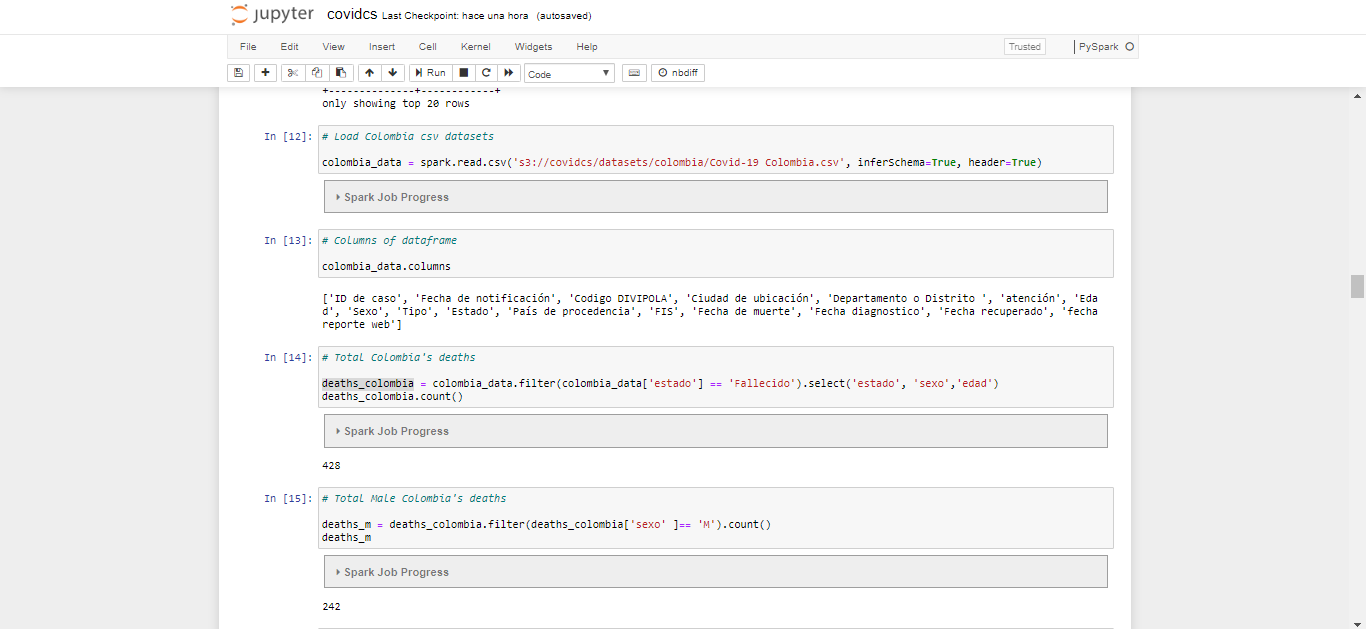 jupyter covidcs Last Checkpoint: hace una hora (autosaved)
File Edit View Insert Cell Kernel Widgets Help Trusted PySpark
Run Code nbdiff
+--------------+------------+
only showing top 20 rows
In [12]: # Load Colombia csv datasets
colombia_data = spark.read.csv('s3://covidcs/datasets/colombia/Covid-19 Colombia.csv', inferSchema=True, header=True)
Spark Job Progress
In [13]: # Columns of dataframe
colombia_data.columns
['ID de caso', 'Fecha de notificación', 'Codigo DIVIPOLA', 'Ciudad de ubicación', 'Departamento o Distrito ', 'atención', 'Eda
d', 'Sexo', 'Tipo', 'Estado', 'País de procedencia', 'FIS', 'Fecha de muerte', 'Fecha diagnostico', 'Fecha recuperado', 'fecha
reporte web']
In [14]: # Total Colombia's deaths
deaths_colombia = colombia_data.filter(colombia_data['estado'] == 'Fallecido').select('estado', 'sexo','edad')
deaths_colombia.count()
Spark Job Progress
428
In [15]: # Total Male Colombia's deaths
deaths_m = deaths_colombia.filter(deaths_colombia['sexo' ]== 'M').count()
deaths_m
Spark Job Progress
242